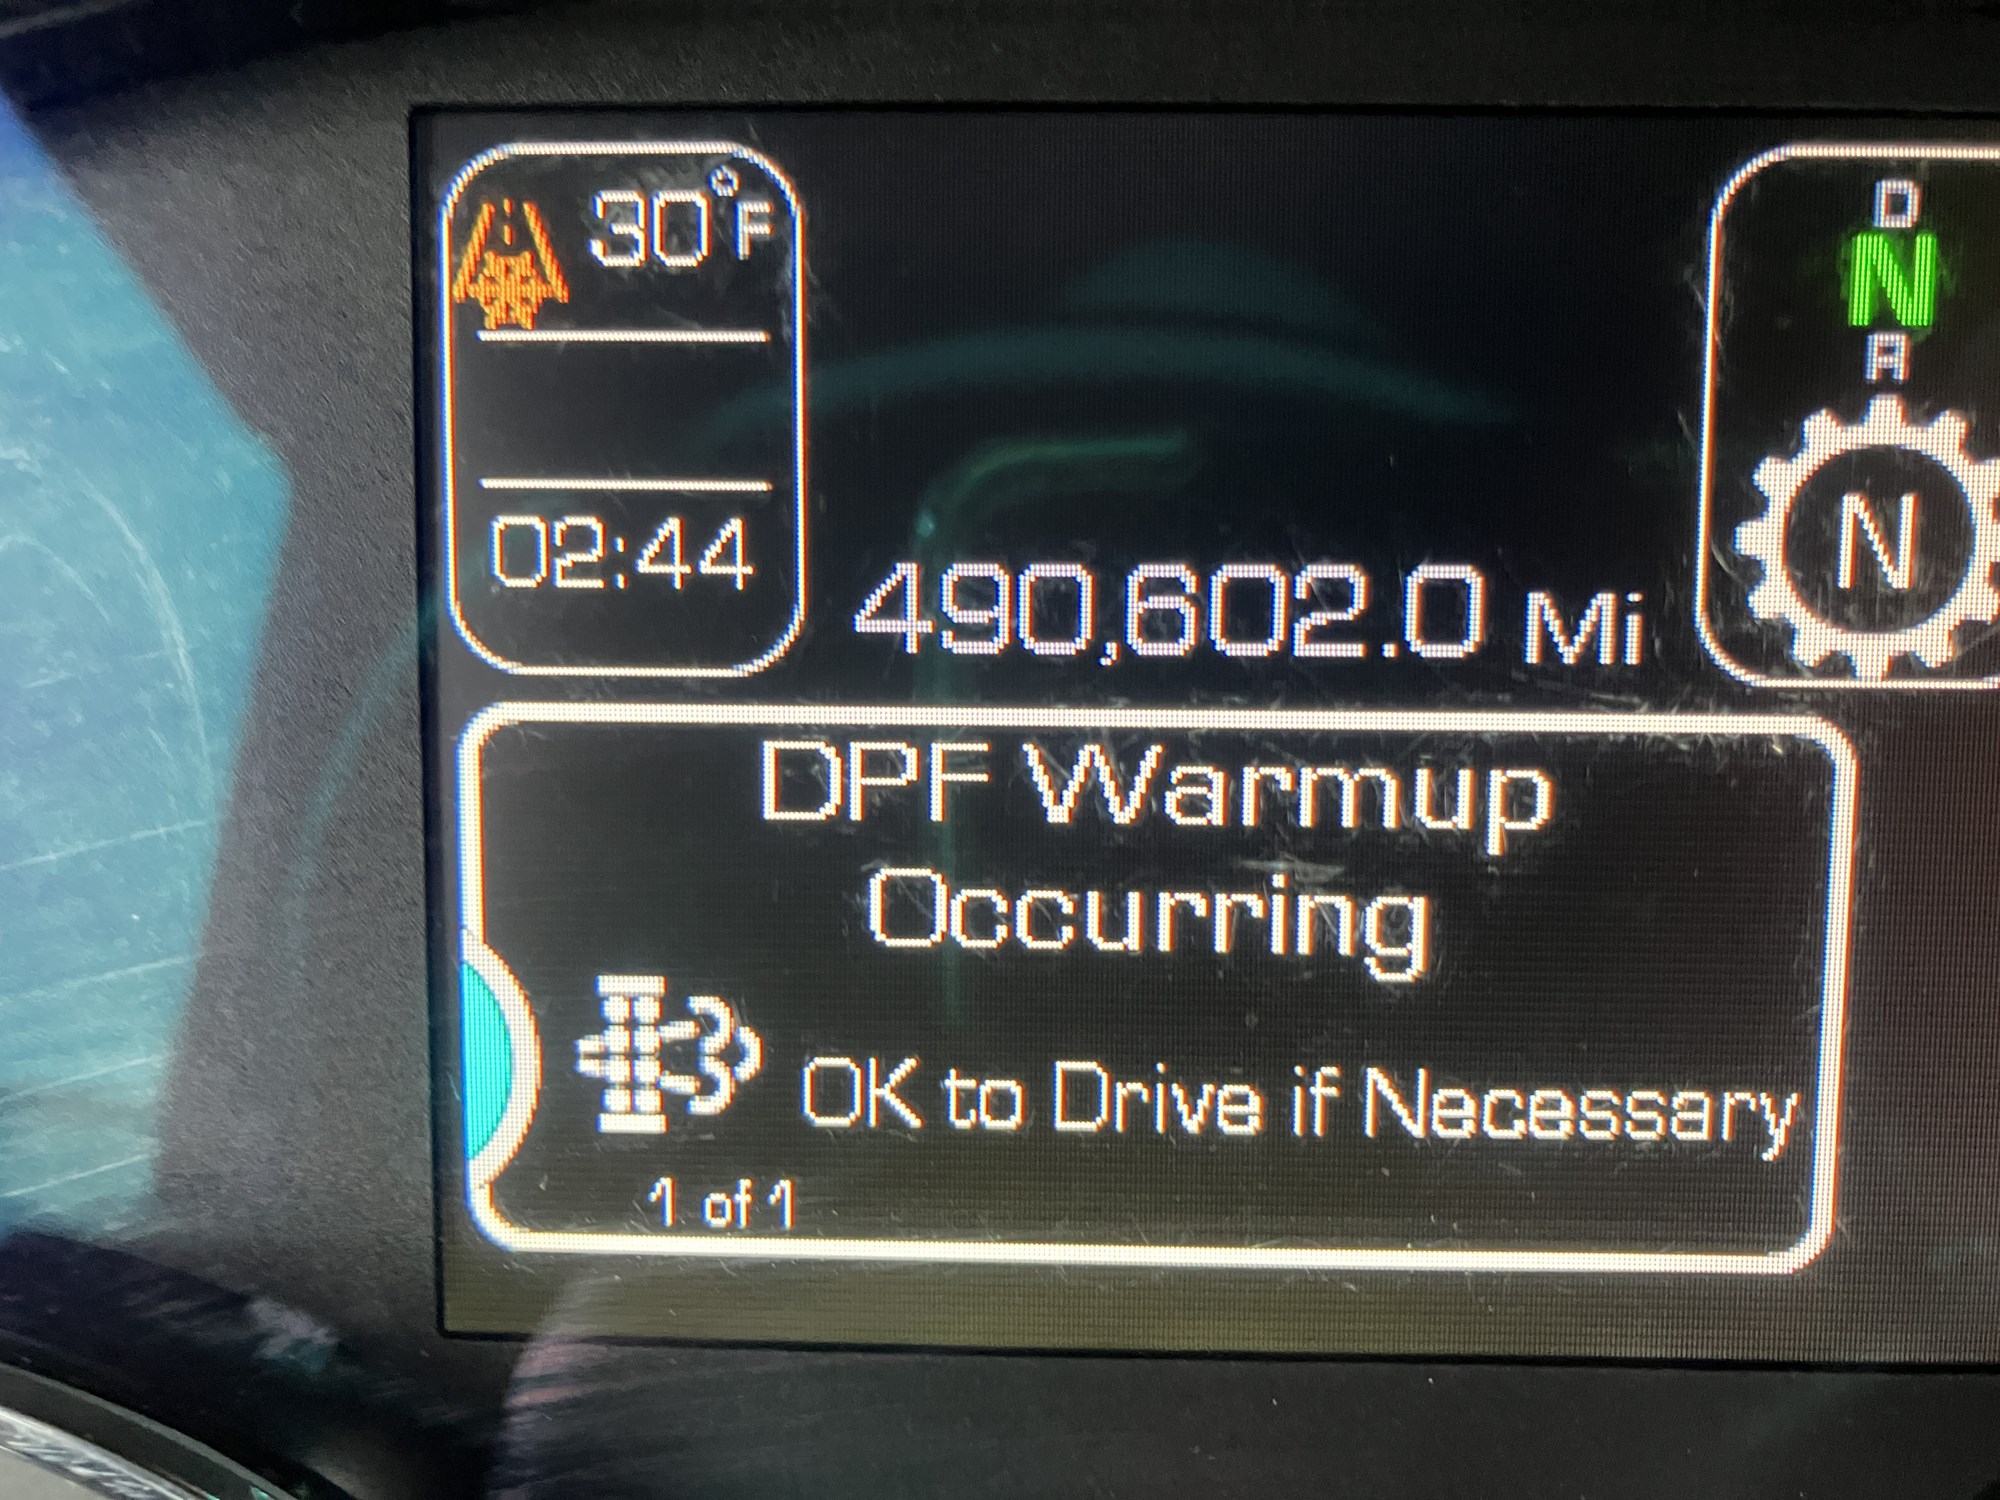 30°F
02:44
490,602.0 Mi
D
N
A
N
DPF Warmup
Occurring
OK to Drive if Necessary
1 of 1